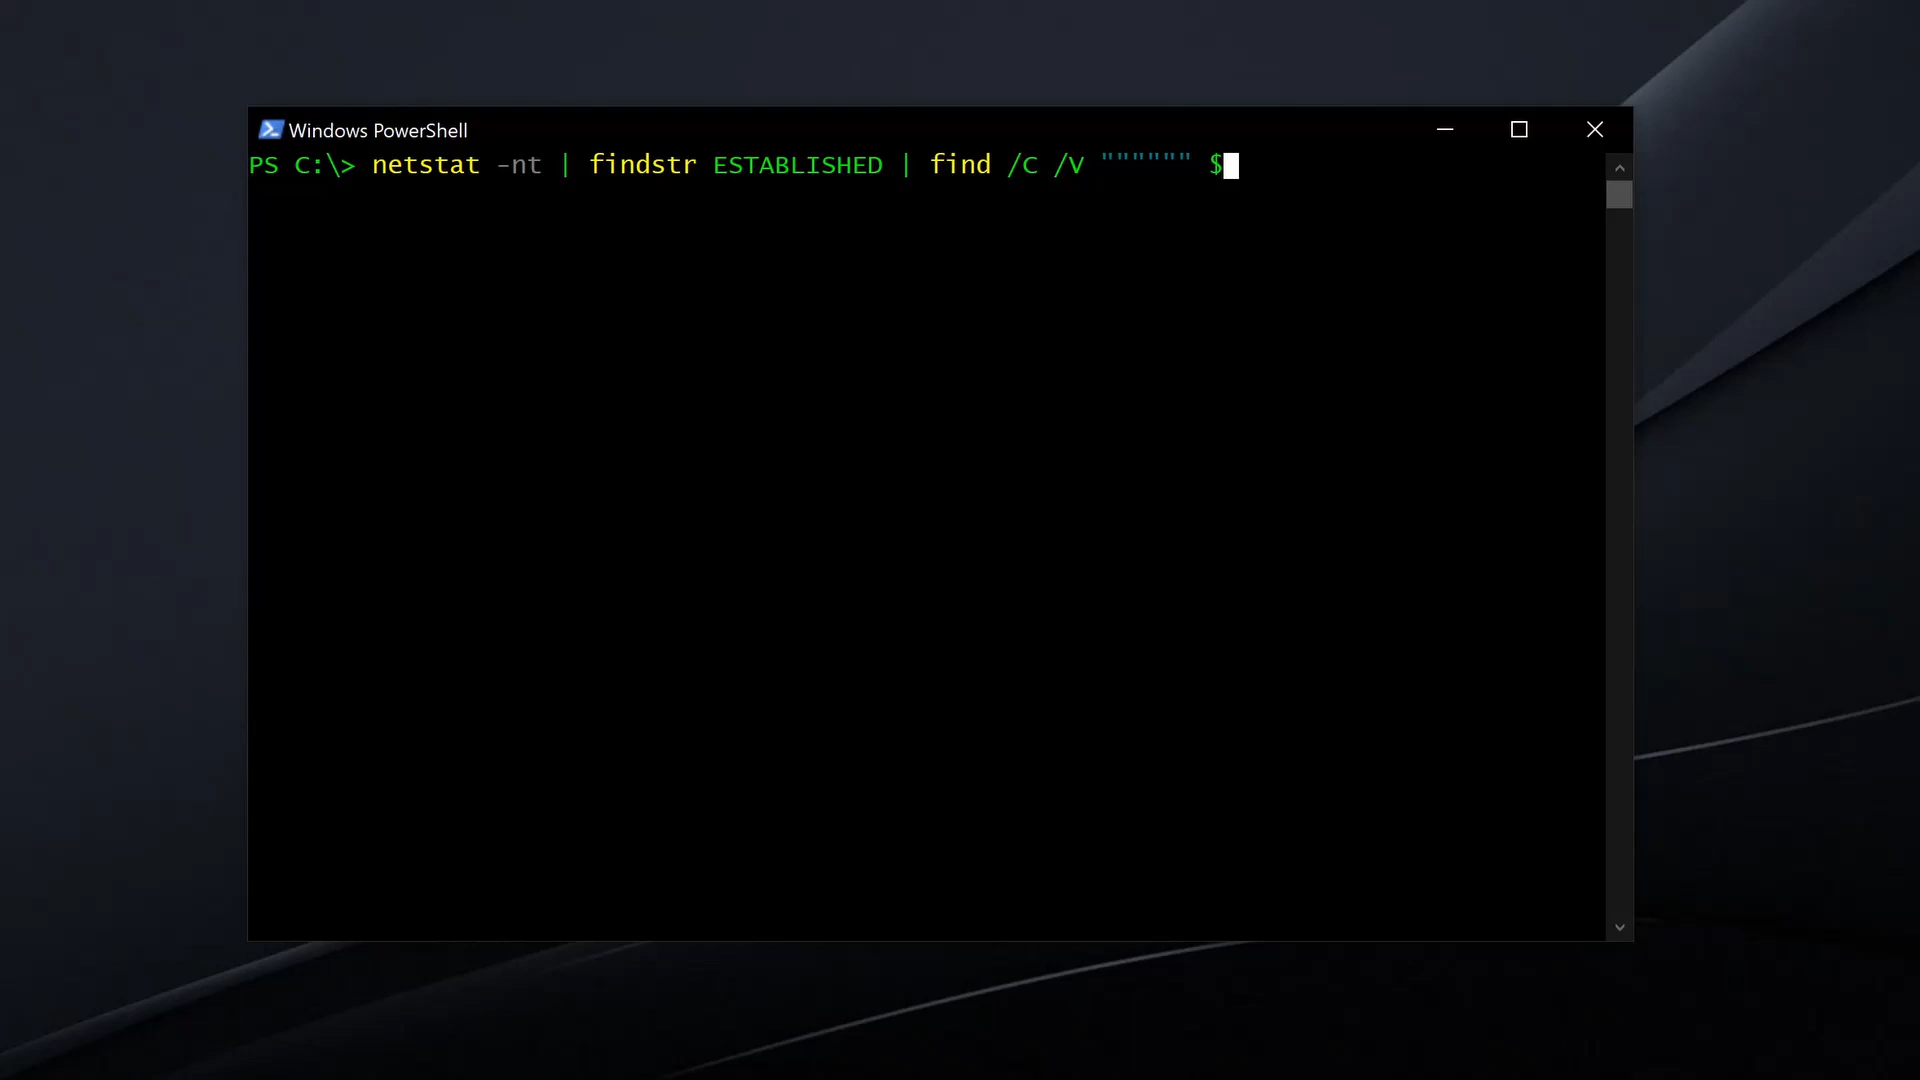 Windows PowerShell
PS C:\> netstat -nt | findstr ESTABLISHED | find /C /V """""" $